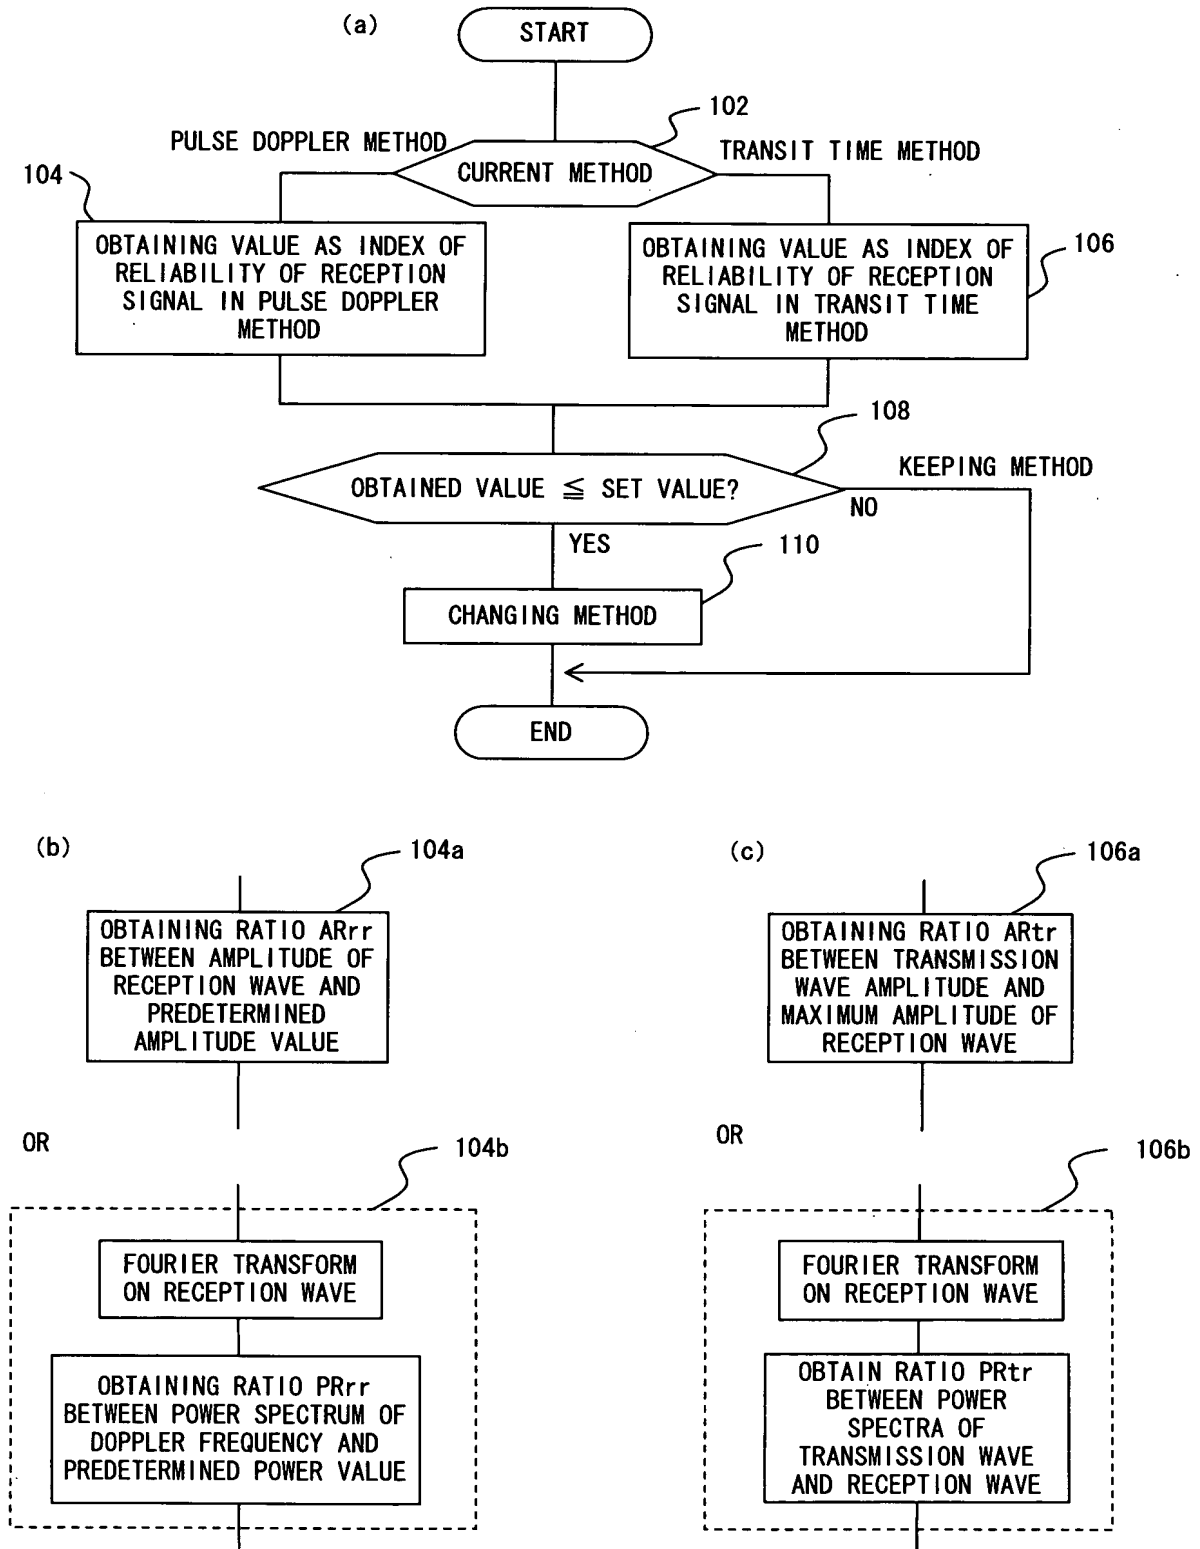 (a)
START
102
PULSE DOPPLER METHOD
TRANSIT TIME METHOD
CURRENT METHOD
104
OBTAINING VALUE AS INDEX OF
RELIABILITY OF RECEPTION
SIGNAL IN PULSE DOPPLER
METHOD
106
OBTAINING VALUE AS INDEX OF
RELIABILITY OF RECEPTION
SIGNAL IN TRANSIT TIME
METHOD
108
KEEPING METHOD
OBTAINED VALUE ≦ SET VALUE?
NO
YES
110
CHANGING METHOD
END
(b)
104a
OBTAINING RATIO ARrr
BETWEEN AMPLITUDE OF
RECEPTION WAVE AND
PREDETERMINED
AMPLITUDE VALUE
OR
104b
FOURIER TRANSFORM
ON RECEPTION WAVE
OBTAINING RATIO PRrr
BETWEEN POWER SPECTRUM OF
DOPPLER FREQUENCY AND
PREDETERMINED POWER VALUE
(c)
106a
OBTAINING RATIO ARtr
BETWEEN TRANSMISSION
WAVE AMPLITUDE AND
MAXIMUM AMPLITUDE OF
RECEPTION WAVE
OR
106b
FOURIER TRANSFORM
ON RECEPTION WAVE
OBTAIN RATIO PRtr
BETWEEN POWER
SPECTRA OF
TRANSMISSION WAVE
AND RECEPTION WAVE